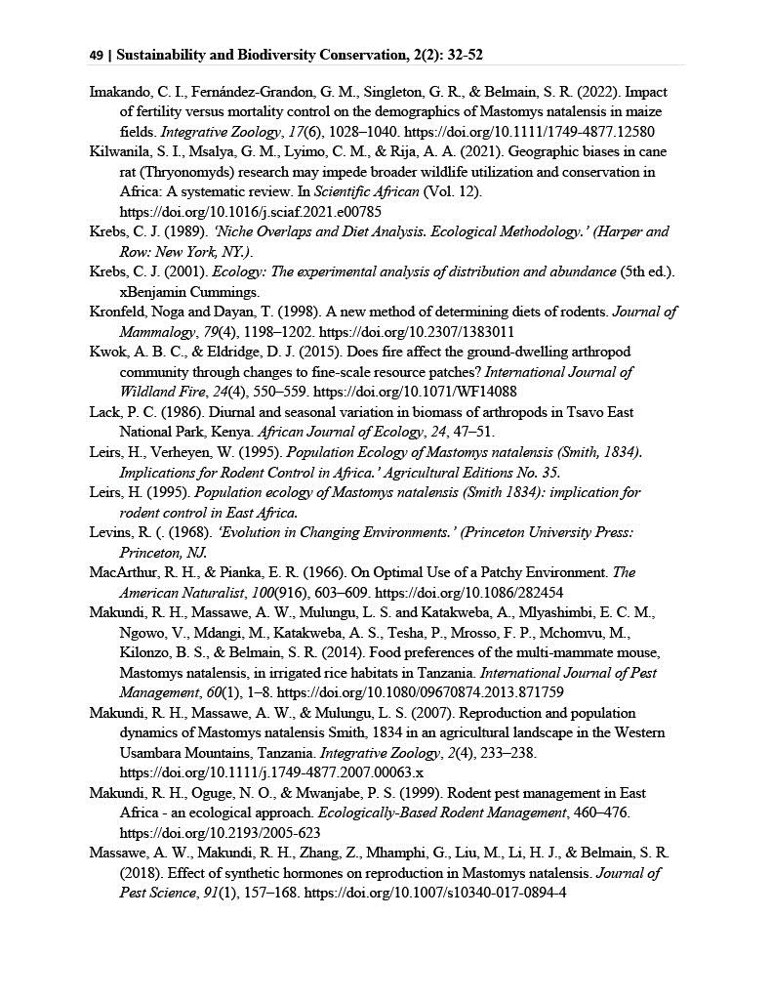 49 | Sustainability and Biodiversity Conservation, 2(2): 32-52
Imakando, C. I., Fernández-Grandon, G. M., Singleton, G. R., & Belmain, S. R. (2022). Impact
of fertility versus mortality control on the demographics of Mastomys natalensis in maize
fields. Integrative Zoology, 17(6), 1028–1040. https://doi.org/10.1111/1749-4877.12580
Kilwanila, S. I., Msalya, G. M., Lyimo, C. M., & Rija, A. A. (2021). Geographic biases in cane
rat (Thryonomyds) research may impede broader wildlife utilization and conservation in
Africa: A systematic review. In Scientific African (Vol. 12).
https://doi.org/10.1016/j.sciaf.2021.e00785
Krebs, C. J. (1989). ‘Niche Overlaps and Diet Analysis. Ecological Methodology.’ (Harper and
Row: New York, NY.).
Krebs, C. J. (2001). Ecology: The experimental analysis of distribution and abundance (5th ed.).
xBenjamin Cummings.
Kronfeld, Noga and Dayan, T. (1998). A new method of determining diets of rodents. Journal of
Mammalogy, 79(4), 1198–1202. https://doi.org/10.2307/1383011
Kwok, A. B. C., & Eldridge, D. J. (2015). Does fire affect the ground-dwelling arthropod
community through changes to fine-scale resource patches? International Journal of
Wildland Fire, 24(4), 550–559. https://doi.org/10.1071/WF14088
Lack, P. C. (1986). Diurnal and seasonal variation in biomass of arthropods in Tsavo East
National Park, Kenya. African Journal of Ecology, 24, 47–51.
Leirs, H., Verheyen, W. (1995). Population Ecology of Mastomys natalensis (Smith, 1834).
Implications for Rodent Control in Africa.’ Agricultural Editions No. 35.
Leirs, H. (1995). Population ecology of Mastomys natalensis (Smith 1834): implication for
rodent control in East Africa.
Levins, R. (. (1968). ‘Evolution in Changing Environments.’ (Princeton University Press:
Princeton, NJ.
MacArthur, R. H., & Pianka, E. R. (1966). On Optimal Use of a Patchy Environment. The
American Naturalist, 100(916), 603–609. https://doi.org/10.1086/282454
Makundi, R. H., Massawe, A. W., Mulungu, L. S. and Katakweba, A., Mlyashimbi, E. C. M.,
Ngowo, V., Mdangi, M., Katakweba, A. S., Tesha, P., Mrosso, F. P., Mchomvu, M.,
Kilonzo, B. S., & Belmain, S. R. (2014). Food preferences of the multi-mammate mouse,
Mastomys natalensis, in irrigated rice habitats in Tanzania. International Journal of Pest
Management, 60(1), 1–8. https://doi.org/10.1080/09670874.2013.871759
Makundi, R. H., Massawe, A. W., & Mulungu, L. S. (2007). Reproduction and population
dynamics of Mastomys natalensis Smith, 1834 in an agricultural landscape in the Western
Usambara Mountains, Tanzania. Integrative Zoology, 2(4), 233–238.
https://doi.org/10.1111/j.1749-4877.2007.00063.x
Makundi, R. H., Oguge, N. O., & Mwanjabe, P. S. (1999). Rodent pest management in East
Africa - an ecological approach. Ecologically-Based Rodent Management, 460–476.
https://doi.org/10.2193/2005-623
Massawe, A. W., Makundi, R. H., Zhang, Z., Mhamphi, G., Liu, M., Li, H. J., & Belmain, S. R.
(2018). Effect of synthetic hormones on reproduction in Mastomys natalensis. Journal of
Pest Science, 91(1), 157–168. https://doi.org/10.1007/s10340-017-0894-4